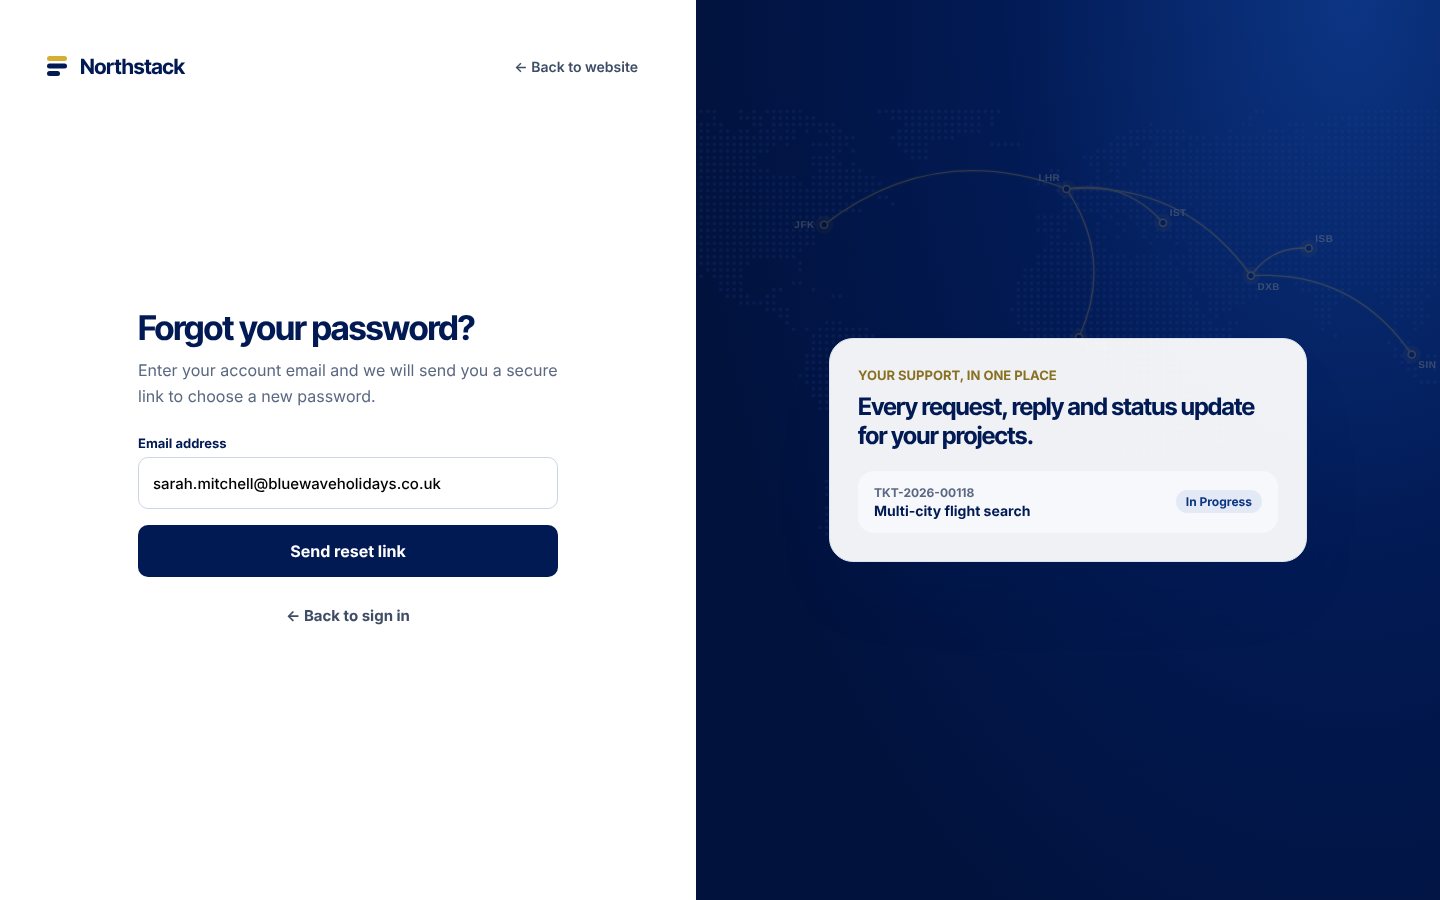 Northstack
← Back to website
Forgot your password?
Enter your account email and we will send you a secure
link to choose a new password.
Email address
sarah.mitchell@bluewaveholidays.co.uk
Send reset link
← Back to sign in
LHR
JFK
IST
ISB
DXB
SIN
YOUR SUPPORT, IN ONE PLACE
Every request, reply and status update
for your projects.
TKT-2026-00118
Multi-city flight search
In Progress